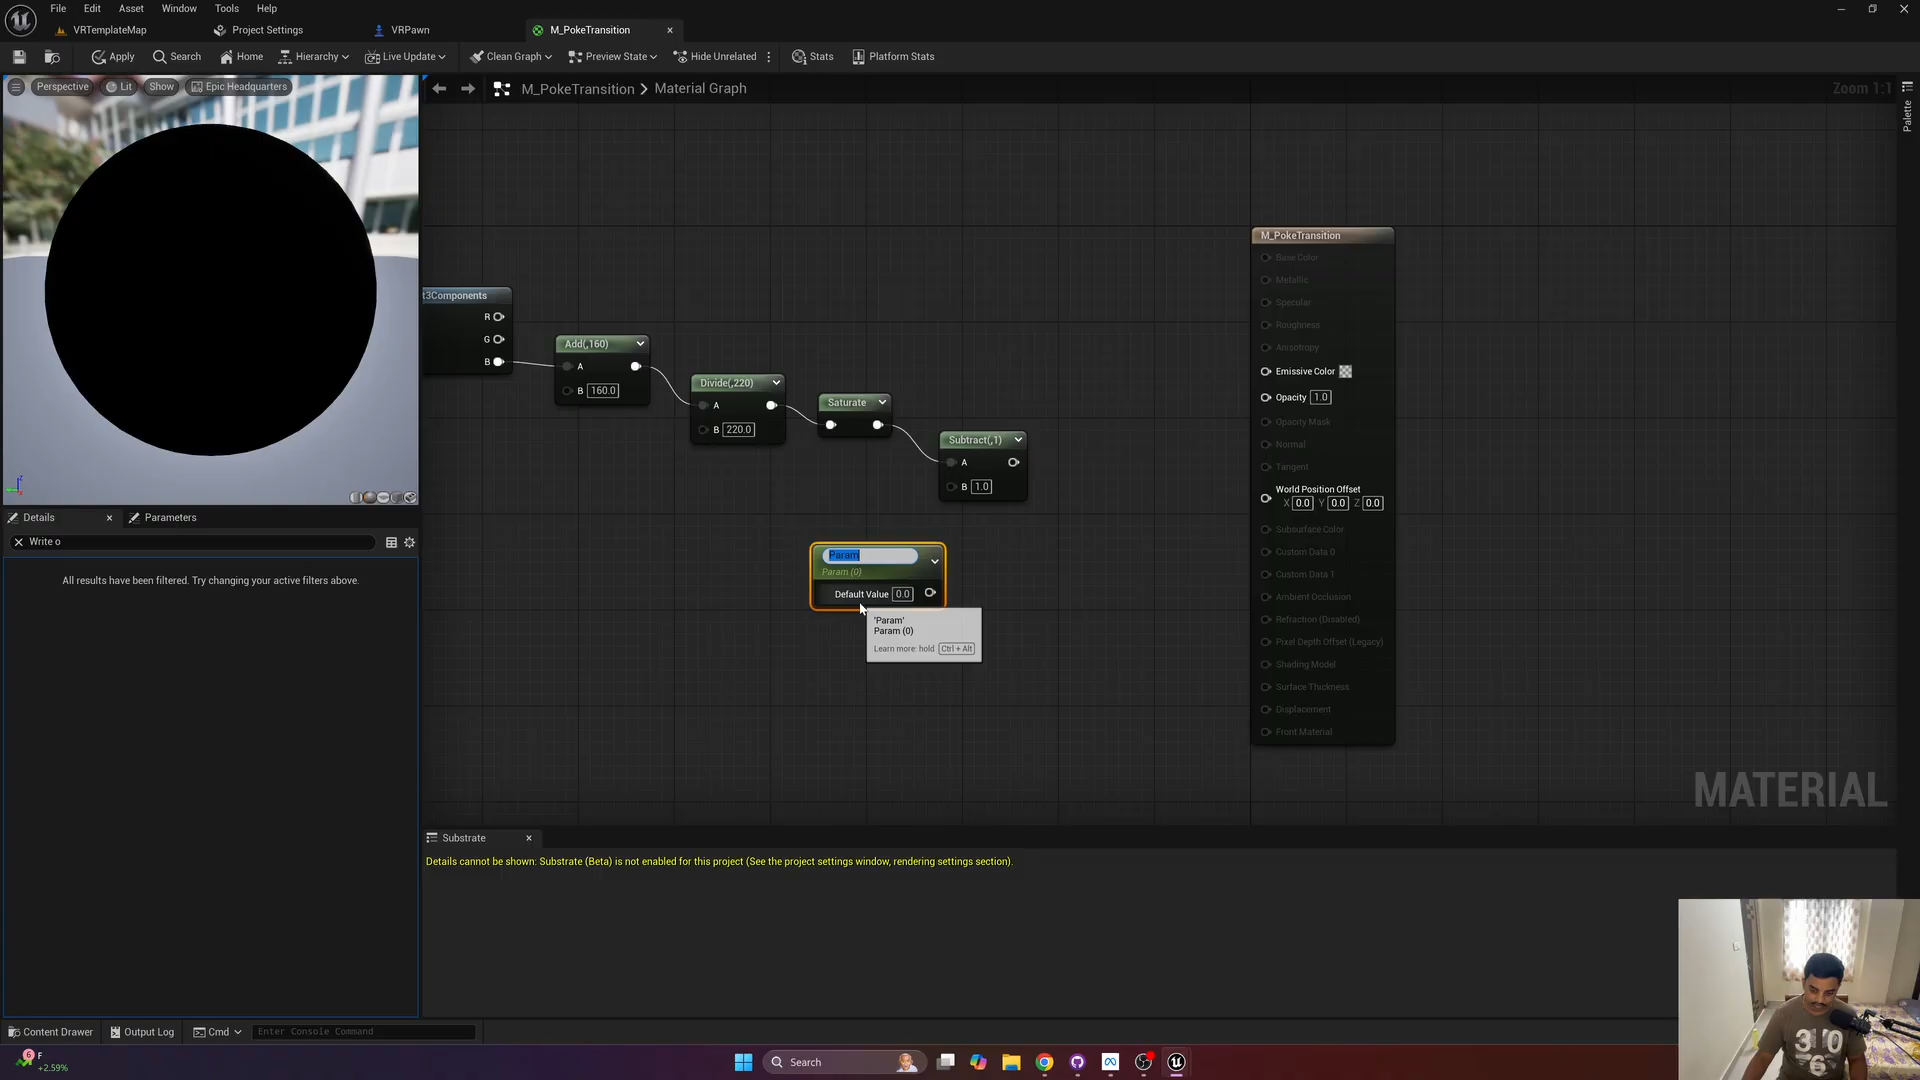 File Edit Asset Window Tools Help
VRTemplateMap Project Settings VRPawn M_PokeTransition
Apply Search Home Hierarchy Live Update Clean Graph Preview State Hide Unrelated Stats Platform Stats
Perspective Lit Show Epic Headquarters
M_PokeTransition > Material Graph
Zoom 1:1
Palette
t3Components
R
G
B
Add(,160)
A
B 160.0
Divide(,220)
A
B 220.0
Saturate
Subtract(,1)
A
B 1.0
Param
Param (0)
Default Value 0.0
'Param'
Param (0)
Learn more: hold Ctrl + Alt
M_PokeTransition
Base Color
Metallic
Specular
Roughness
Anisotropy
Emissive Color
Opacity 1.0
Opacity Mask
Normal
Tangent
World Position Offset
X 0.0 Y 0.0 Z 0.0
Subsurface Color
Custom Data 0
Custom Data 1
Ambient Occlusion
Refraction (Disabled)
Pixel Depth Offset (Legacy)
Shading Model
Surface Thickness
Displacement
Front Material
MATERIAL
Details Parameters
Write o
All results have been filtered. Try changing your active filters above.
Substrate
Details cannot be shown: Substrate (Beta) is not enabled for this project (See the project settings window, rendering settings section).
Content Drawer Output Log Cmd Enter Console Command
6
F
+2.59%
Search
30
6